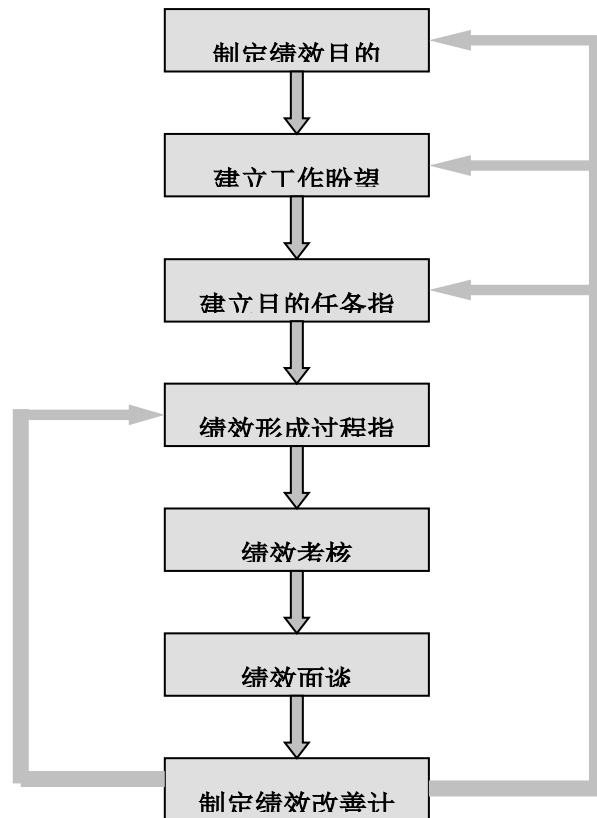 制定绩效目的
建立工作盼望
建立目的任务指
绩效形成过程指
绩效考核
绩效面谈
制定绩效改善计